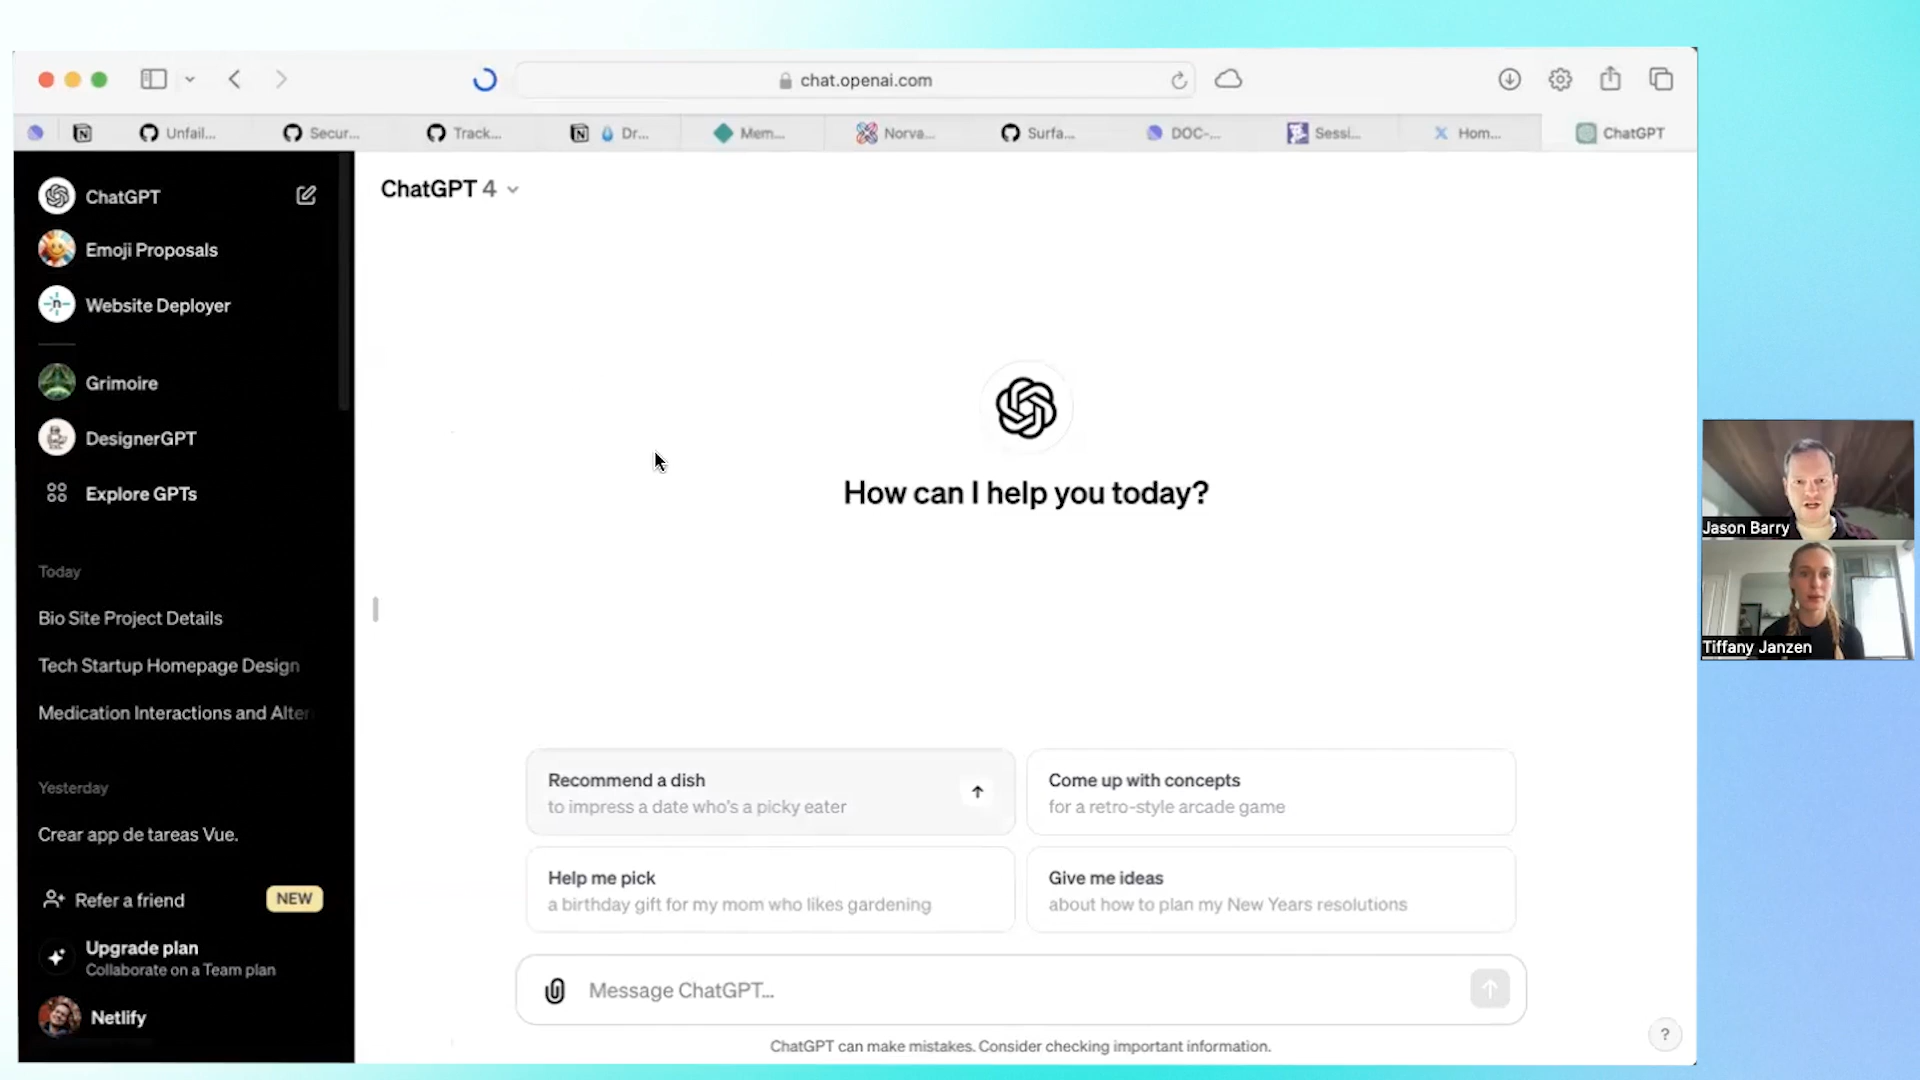 chat.openai.com
Unfail...
Secur...
Track...
Dr...
Mem...
Norva...
Surfa...
DOC-...
Sessi...
Hom...
ChatGPT
ChatGPT
Emoji Proposals
Website Deployer
Grimoire
DesignerGPT
Explore GPTs
Today
Bio Site Project Details
Tech Startup Homepage Design
Medication Interactions and Alter
Yesterday
Crear app de tareas Vue.
Refer a friend
NEW
Upgrade plan
Collaborate on a Team plan
Netlify
ChatGPT 4
How can I help you today?
Recommend a dish
to impress a date who's a picky eater
Come up with concepts
for a retro-style arcade game
Help me pick
a birthday gift for my mom who likes gardening
Give me ideas
about how to plan my New Years resolutions
Message ChatGPT...
ChatGPT can make mistakes. Consider checking important information.
?
Jason Barry
Tiffany Janzen